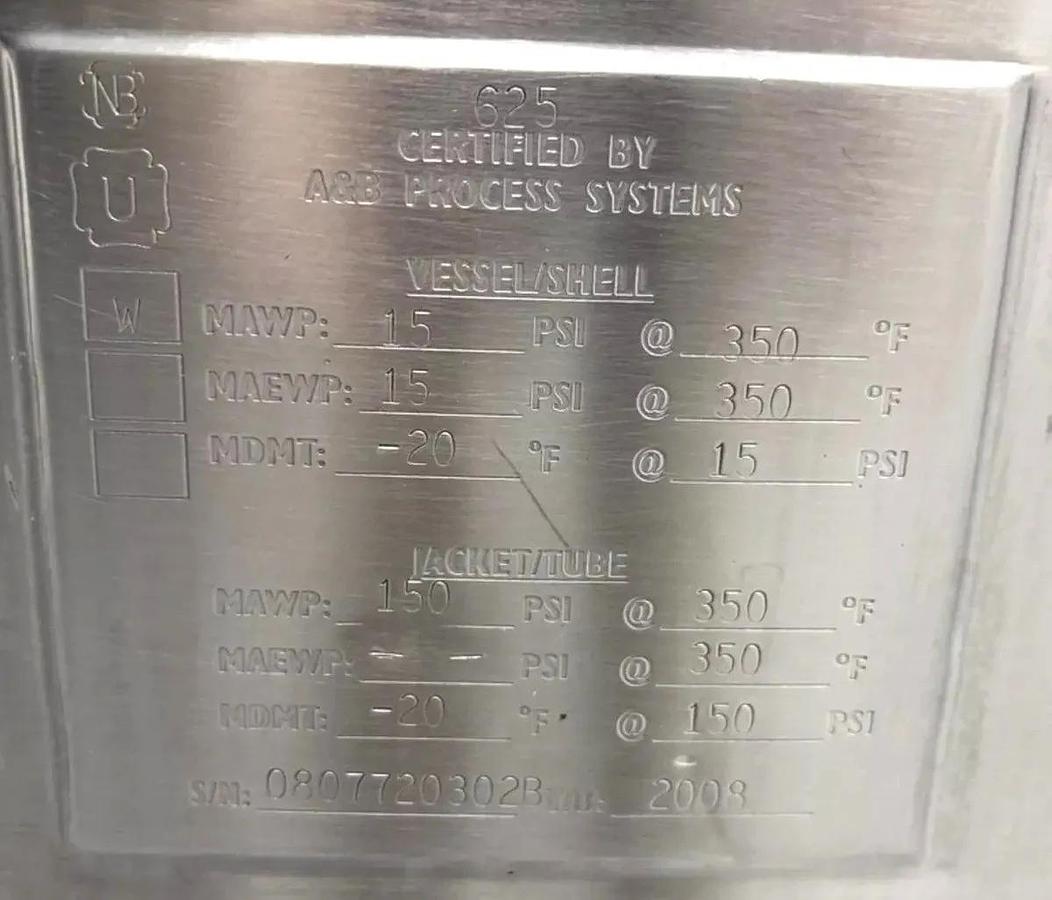 NB
625
CERTIFIED BY
A&B PROCESS SYSTEMS
U
VESSEL/SHELL
W
MAWP: 15 PSI @ 350 °F
MAEWP: 15 PSI @ 350 °F
MDMT: -20 °F @ 15 PSI
JACKET/TUBE
MAWP: 150 PSI @ 350 °F
MAEWP: - - PSI @ 350 °F
MDMT: -20 °F @ 150 PSI
S/N: 0807720302B 2008